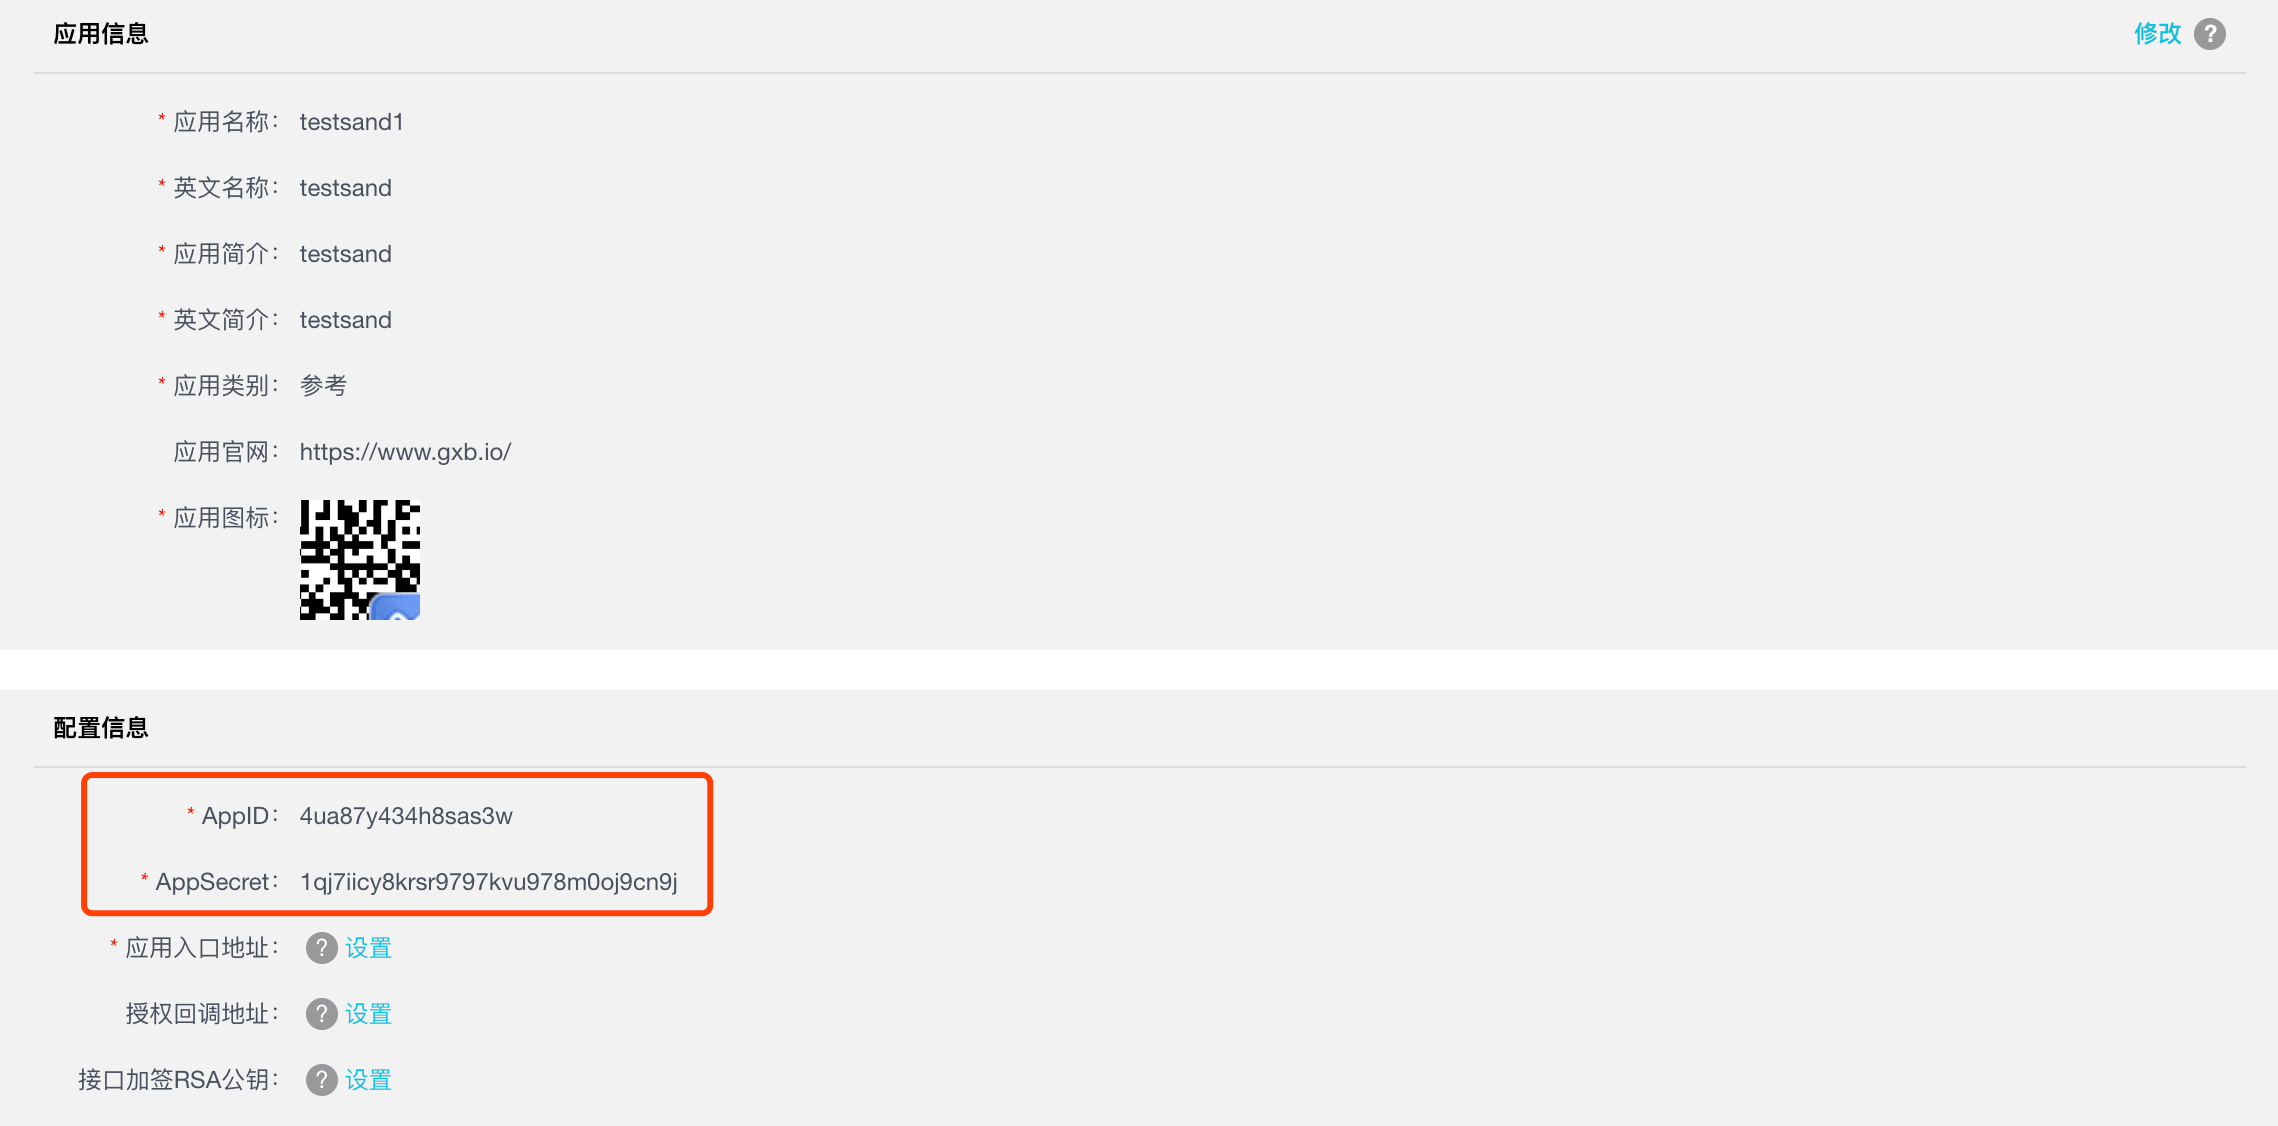 应用信息
修改 ?
* 应用名称： testsand1
* 英文名称： testsand
* 应用简介： testsand
* 英文简介： testsand
* 应用类别： 参考
应用官网： https://www.gxb.io/
* 应用图标：
配置信息
* AppID： 4ua87y434h8sas3w
* AppSecret： 1qj7iicy8krsr9797kvu978m0oj9cn9j
* 应用入口地址： ? 设置
授权回调地址： ? 设置
接口加签RSA公钥： ? 设置